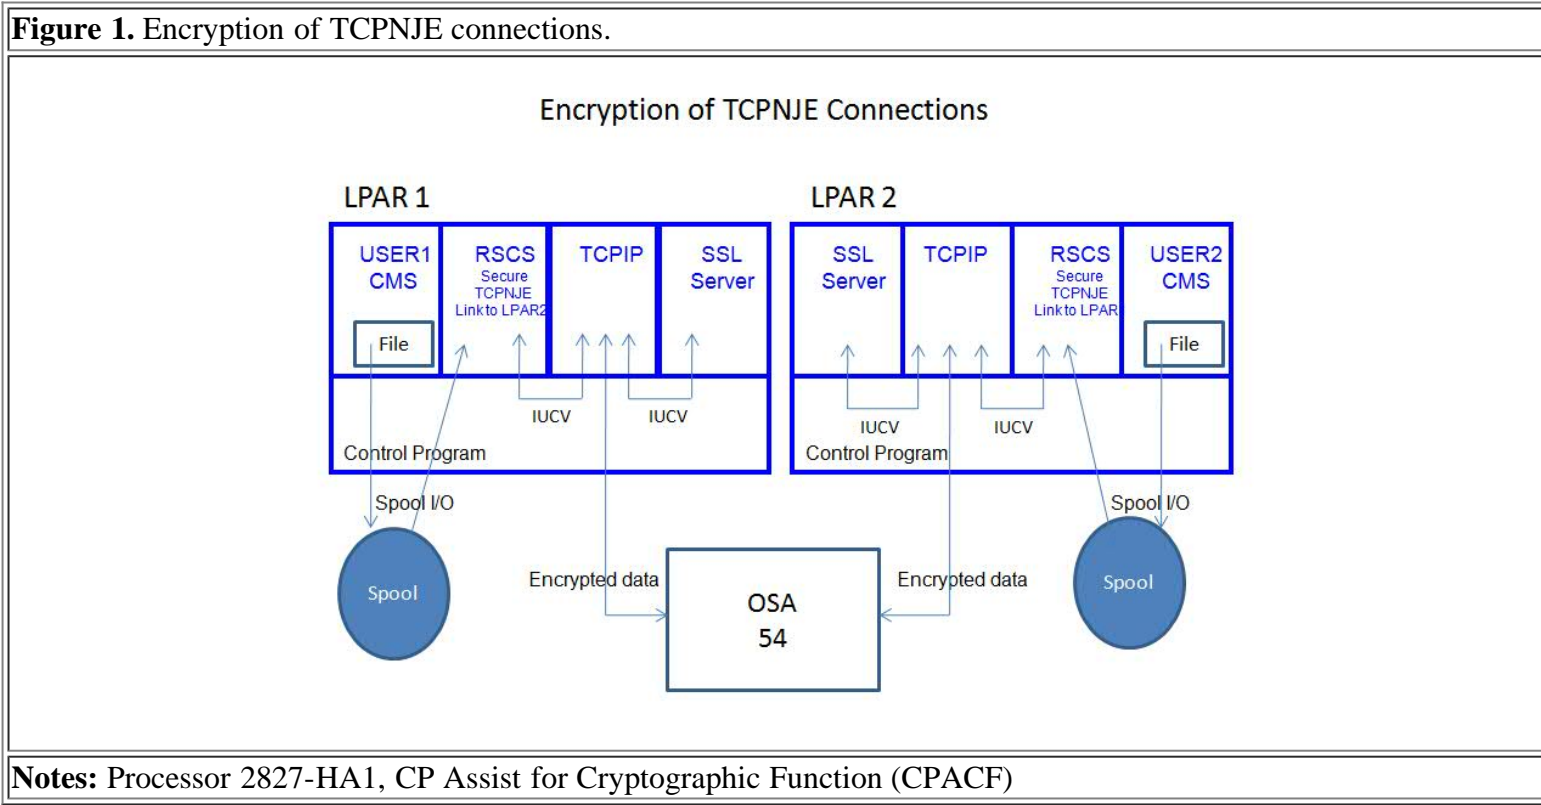 Figure 1. Encryption of TCPNJE connections.
Encryption of TCPNJE Connections
LPAR 1
USER1
CMS
File
RSCS
Secure
TCPNJE
Link to LPAR2
TCPIP
SSL
Server
IUCV
IUCV
Control Program
LPAR 2
SSL
Server
TCPIP
RSCS
Secure
TCPNJE
Link to LPAR
USER2
CMS
File
IUCV
IUCV
Control Program
Spool I/O
Spool
Encrypted data
OSA
54
Encrypted data
Spool I/O
Spool
Notes: Processor 2827-HA1, CP Assist for Cryptographic Function (CPACF)